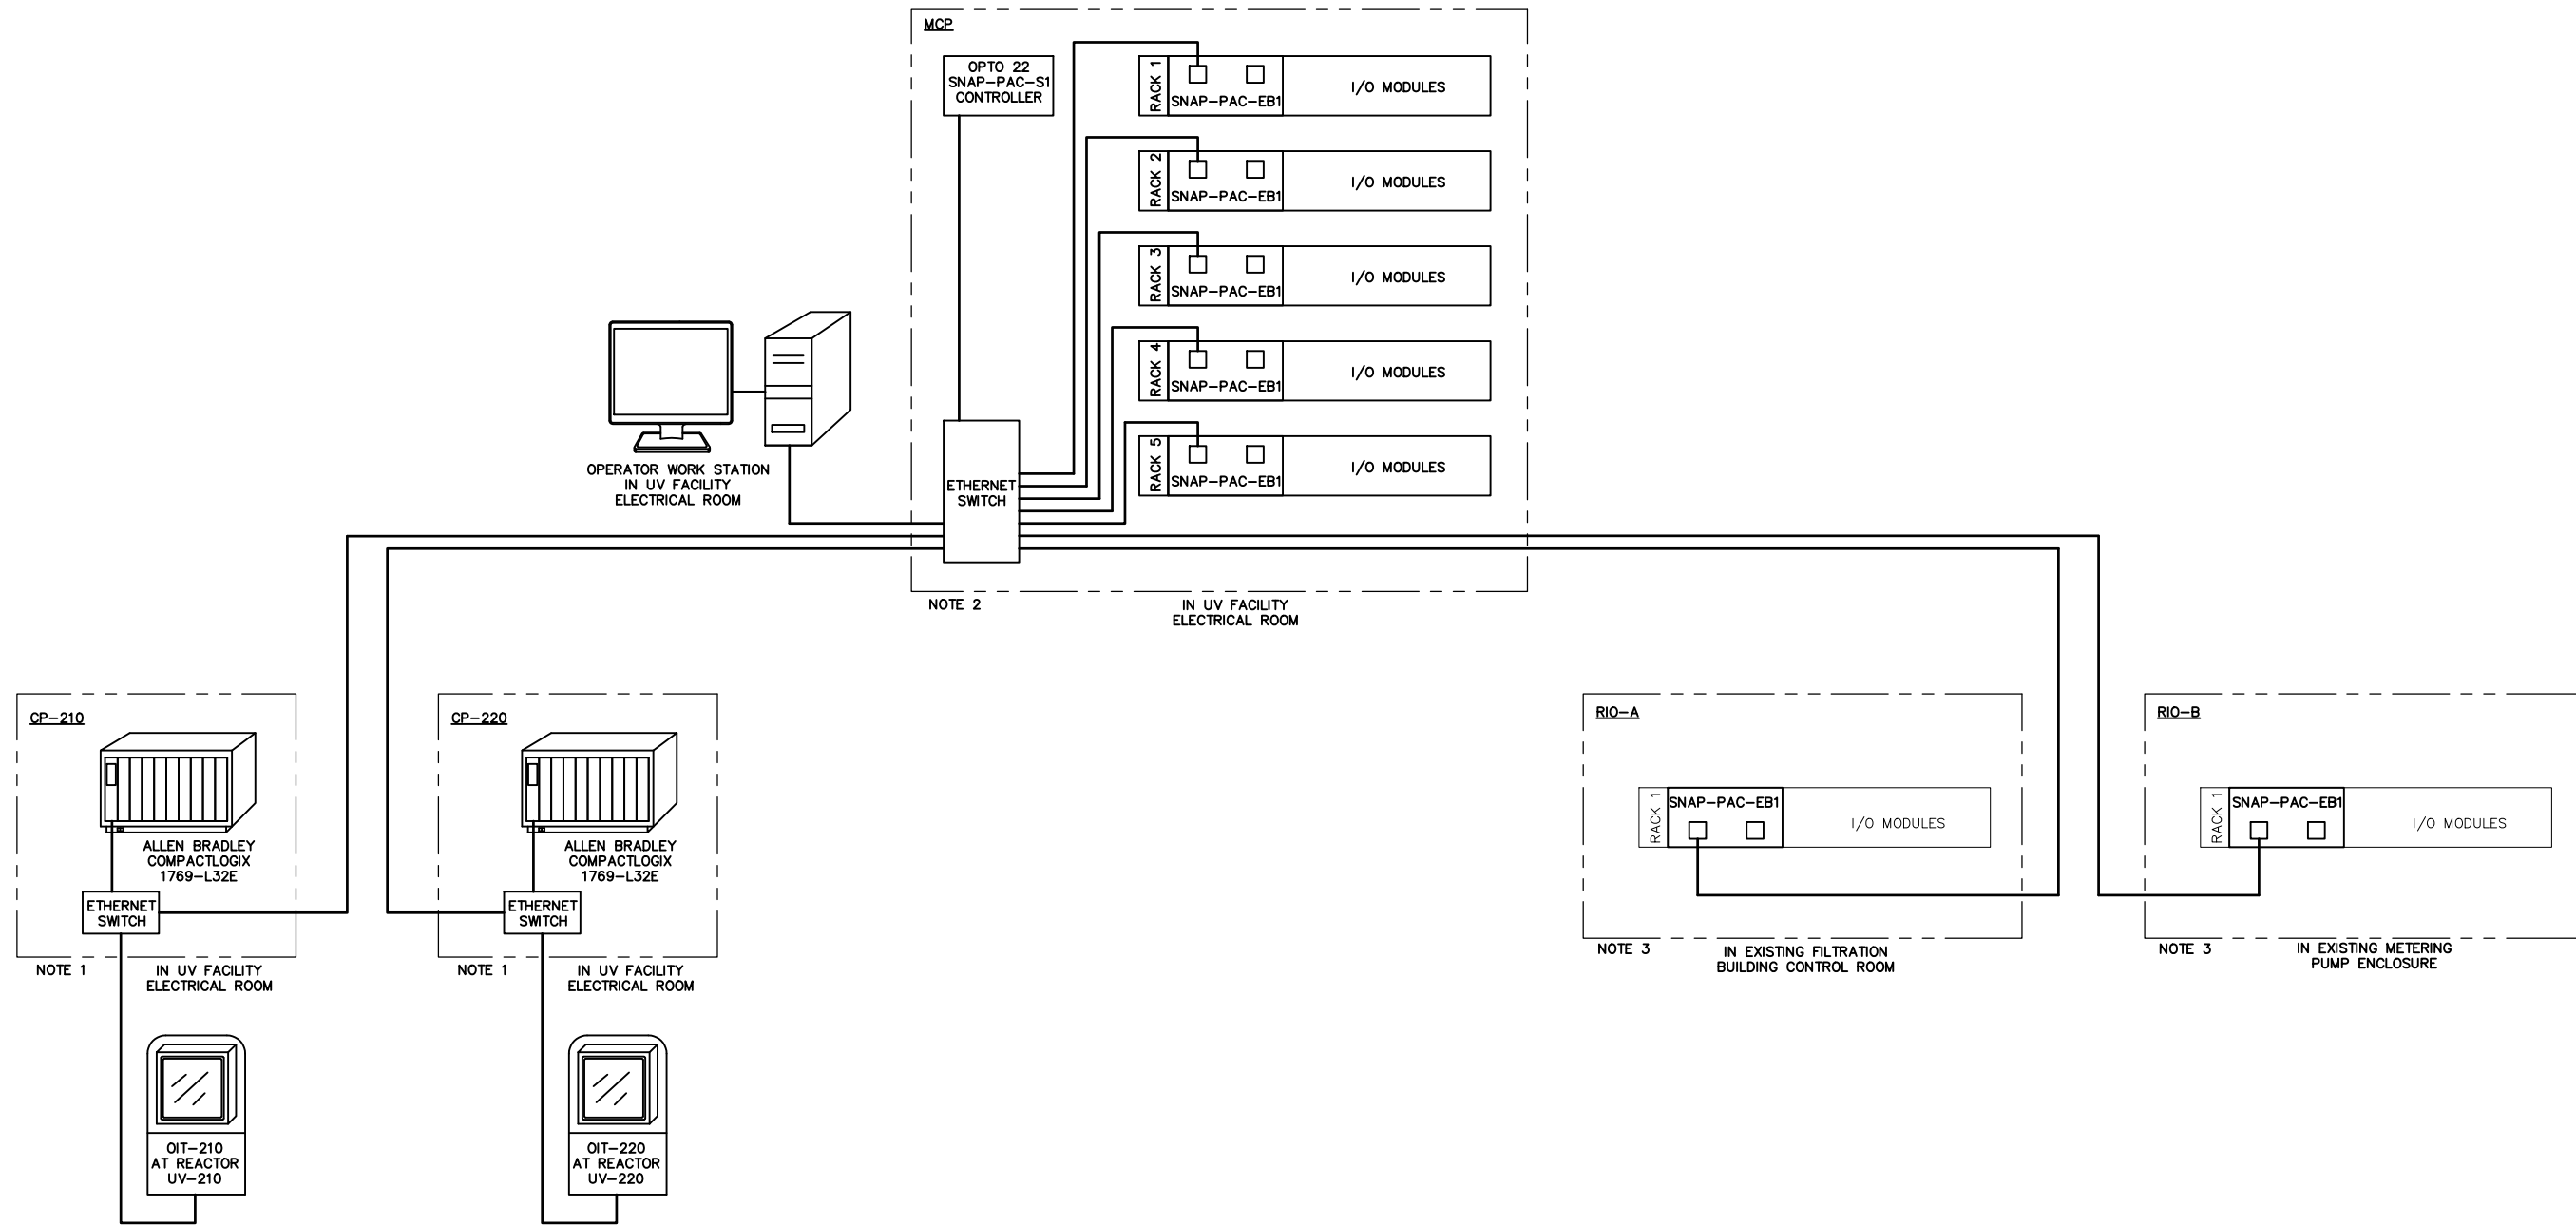 MCP
OPTO 22
SNAP-PAC-S1
CONTROLLER
RACK 1
SNAP-PAC-EB1
I/O MODULES
RACK 2
SNAP-PAC-EB1
I/O MODULES
RACK 3
SNAP-PAC-EB1
I/O MODULES
RACK 4
SNAP-PAC-EB1
I/O MODULES
RACK 5
SNAP-PAC-EB1
I/O MODULES
OPERATOR WORK STATION
IN UV FACILITY
ELECTRICAL ROOM
ETHERNET
SWITCH
NOTE 2
IN UV FACILITY
ELECTRICAL ROOM
CP-210
ALLEN BRADLEY
COMPACTLOGIX
1769-L32E
ETHERNET
SWITCH
NOTE 1
IN UV FACILITY
ELECTRICAL ROOM
OIT-210
AT REACTOR
UV-210
CP-220
ALLEN BRADLEY
COMPACTLOGIX
1769-L32E
ETHERNET
SWITCH
NOTE 1
IN UV FACILITY
ELECTRICAL ROOM
OIT-220
AT REACTOR
UV-220
RIO-A
RACK 1
SNAP-PAC-EB1
I/O MODULES
NOTE 3
IN EXISTING FILTRATION
BUILDING CONTROL ROOM
RIO-B
RACK 1
SNAP-PAC-EB1
I/O MODULES
NOTE 3
IN EXISTING METERING
PUMP ENCLOSURE